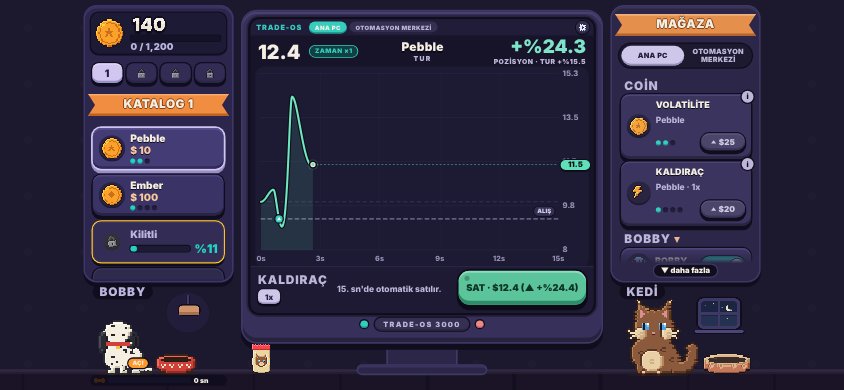 140
0 / 1,200
1
KATALOG 1
Pebble
$ 10
Ember
$ 100
Kilitli
%11
BOBBY
AÇI
0 sn
TRADE-OS
ANA PC
OTOMASYON MERKEZİ
12.4
ZAMAN x1
Pebble
TUR
+%24.3
POZİSYON · TUR +%15.5
15.3
13.5
11.5
9.8
8
ALIŞ
0s
3s
6s
9s
12s
15s
KALDIRAÇ
1x
15. sn'de otomatik satılır.
SAT · $12.4 (▲ +%24.4)
TRADE-OS 3000
MAĞAZA
ANA PC
OTOMASYON
MERKEZİ
COİN
VOLATİLİTE
i
Pebble
$25
KALDIRAÇ
i
Pebble · 1x
$20
BOBBY ▼
BOBBY
▼ daha fazla
KEDİ